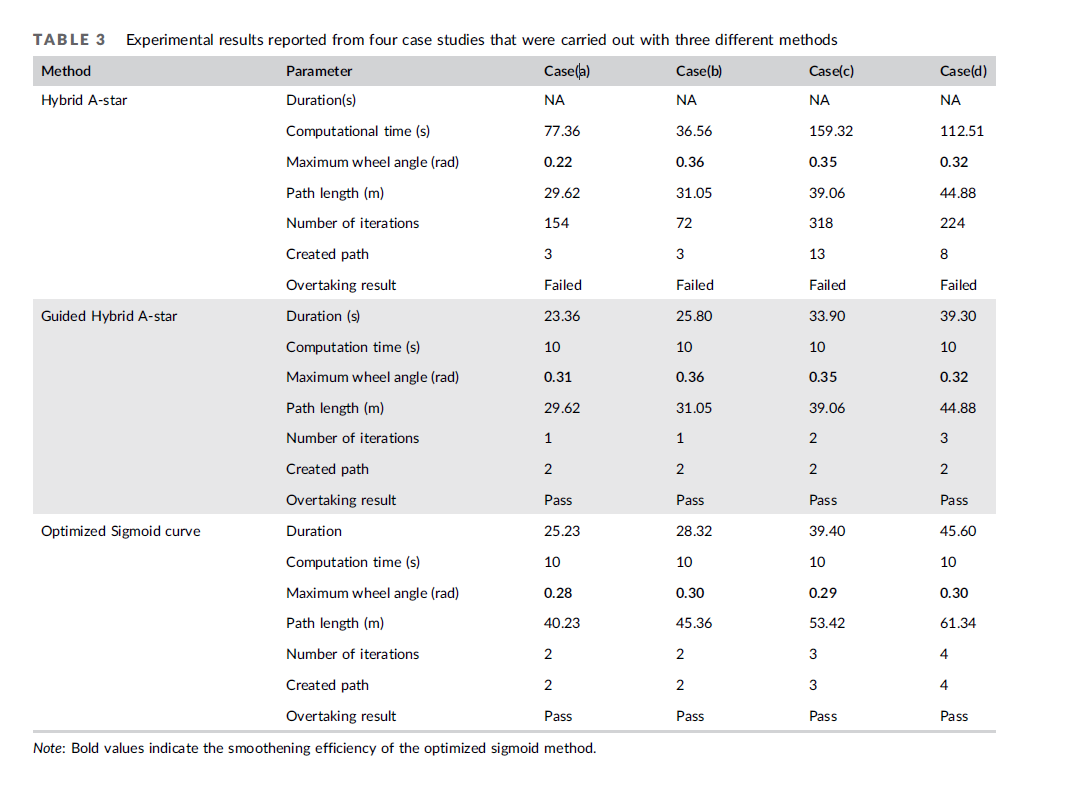 TABLE 3 Experimental results reported from four case studies that were carried out with three different methods
Method Parameter Case(a) Case(b) Case(c) Case(d)
Hybrid A-star Duration(s) NA NA NA NA
Computational time (s) 77.36 36.56 159.32 112.51
Maximum wheel angle (rad) 0.22 0.36 0.35 0.32
Path length (m) 29.62 31.05 39.06 44.88
Number of iterations 154 72 318 224
Created path 3 3 13 8
Overtaking result Failed Failed Failed Failed
Guided Hybrid A-star Duration (s) 23.36 25.80 33.90 39.30
Computation time (s) 10 10 10 10
Maximum wheel angle (rad) 0.31 0.36 0.35 0.32
Path length (m) 29.62 31.05 39.06 44.88
Number of iterations 1 1 2 3
Created path 2 2 2 2
Overtaking result Pass Pass Pass Pass
Optimized Sigmoid curve Duration 25.23 28.32 39.40 45.60
Computation time (s) 10 10 10 10
Maximum wheel angle (rad) 0.28 0.30 0.29 0.30
Path length (m) 40.23 45.36 53.42 61.34
Number of iterations 2 2 3 4
Created path 2 2 3 4
Overtaking result Pass Pass Pass Pass
Note: Bold values indicate the smoothening efficiency of the optimized sigmoid method.